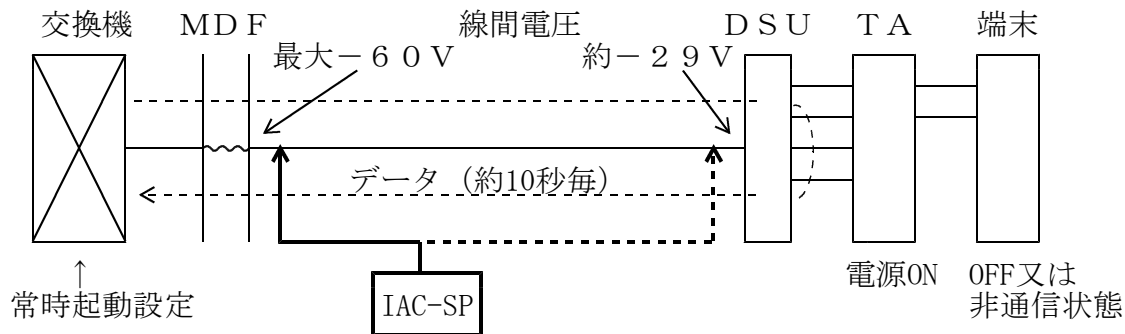 交換機 ＭＤＦ 線間電圧 ＤＳＵ ＴＡ 端末
最大－６０Ｖ 約－２９Ｖ
データ（約10秒毎）
↑ 電源ON OFF又は
常時起動設定 IAC-SP 非通信状態